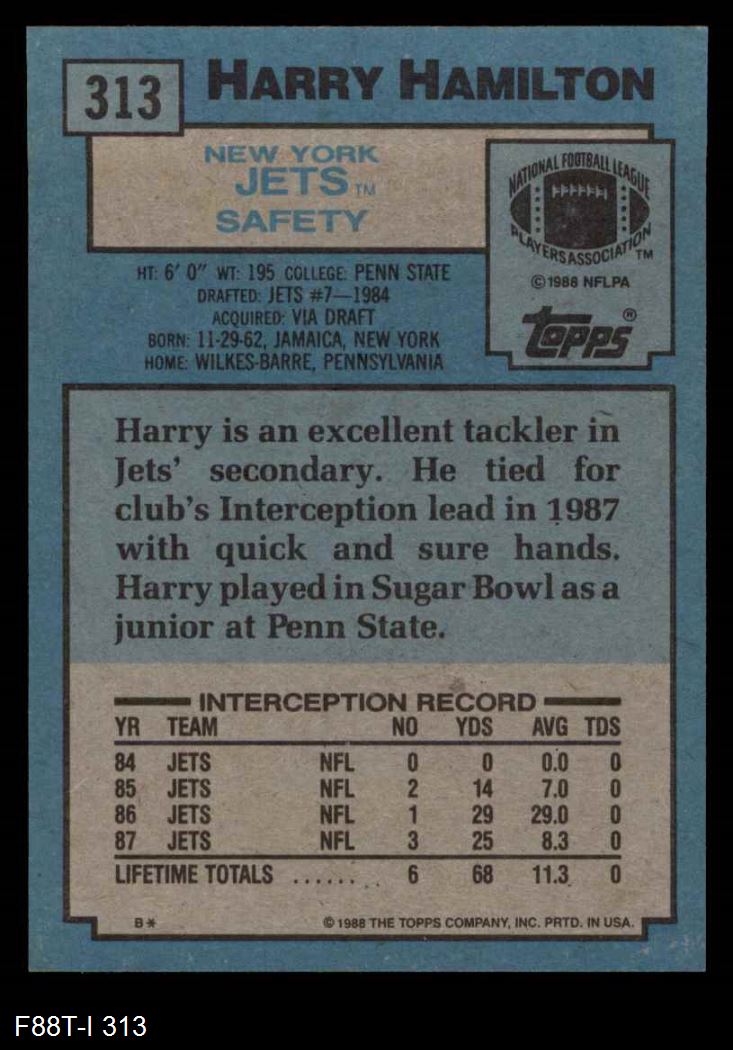 313
HARRY HAMILTON
NEW YORK
JETS TM
SAFETY
NATIONAL FOOTBALL LEAGUE
PLAYERS ASSOCIATION TM
©1988 NFLPA
Topps ®
HT: 6' 0" WT: 195 COLLEGE: PENN STATE
DRAFTED: JETS #7—1984
ACQUIRED: VIA DRAFT
BORN: 11-29-62, JAMAICA, NEW YORK
HOME: WILKES-BARRE, PENNSYLVANIA
Harry is an excellent tackler in
Jets' secondary. He tied for
club's Interception lead in 1987
with quick and sure hands.
Harry played in Sugar Bowl as a
junior at Penn State.
INTERCEPTION RECORD
YR TEAM NO YDS AVG TDS
84 JETS NFL 0 0 0.0 0
85 JETS NFL 2 14 7.0 0
86 JETS NFL 1 29 29.0 0
87 JETS NFL 3 25 8.3 0
LIFETIME TOTALS ....... 6 68 11.3 0
B* © 1988 THE TOPPS COMPANY, INC. PRTD. IN USA.
F88T-I 313